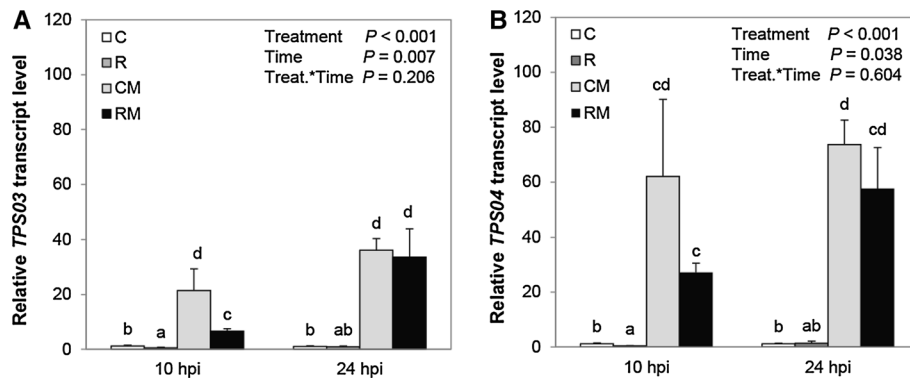 A
Relative TPS03 transcript level
120
100
80
60
40
20
0
C
R
CM
RM
Treatment P < 0.001
Time P = 0.007
Treat.*Time P = 0.206
b
a
d
c
b
ab
d
d
10 hpi
24 hpi
B
Relative TPS04 transcript level
120
100
80
60
40
20
0
C
R
CM
RM
Treatment P < 0.001
Time P = 0.038
Treat.*Time P = 0.604
b
a
cd
c
b
ab
d
cd
10 hpi
24 hpi